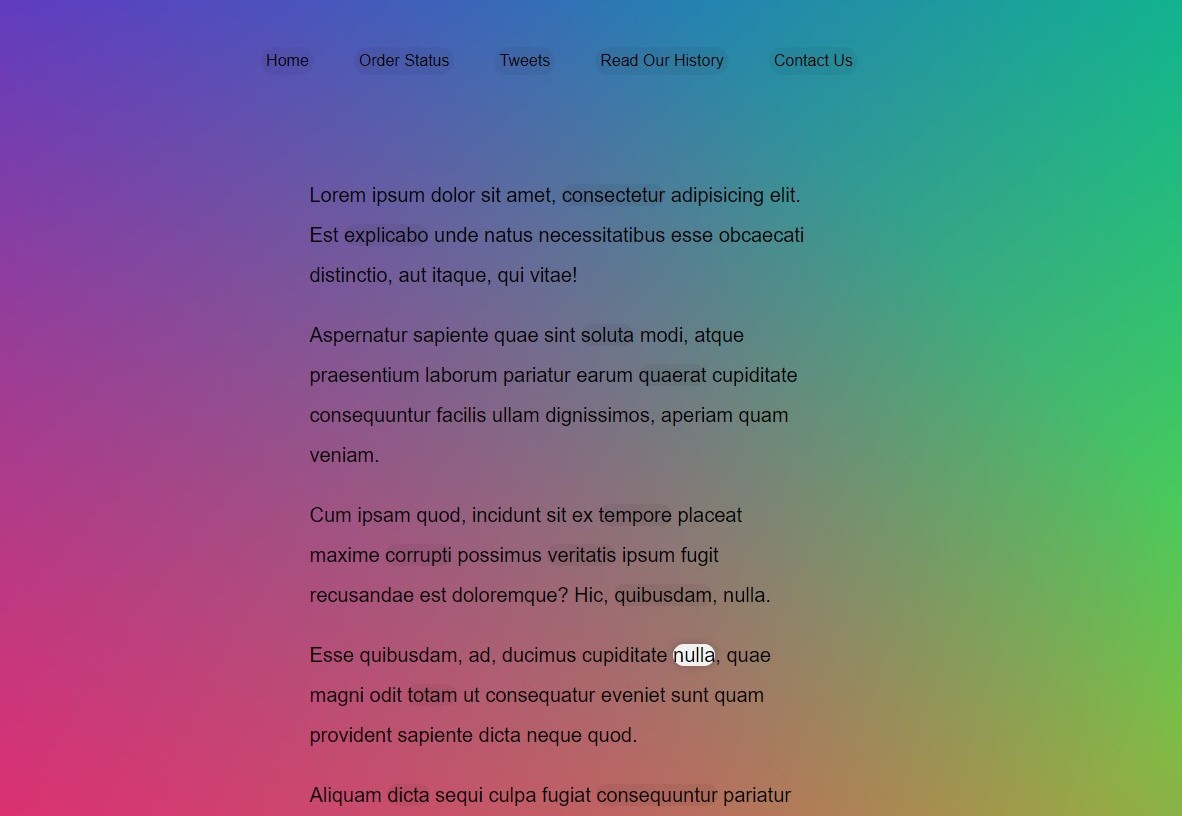 Home Order Status Tweets Read Our History Contact Us
Lorem ipsum dolor sit amet, consectetur adipisicing elit.
Est explicabo unde natus necessitatibus esse obcaecati
distinctio, aut itaque, qui vitae!
Aspernatur sapiente quae sint soluta modi, atque
praesentium laborum pariatur earum quaerat cupiditate
consequuntur facilis ullam dignissimos, aperiam quam
veniam.
Cum ipsam quod, incidunt sit ex tempore placeat
maxime corrupti possimus veritatis ipsum fugit
recusandae est doloremque? Hic, quibusdam, nulla.
Esse quibusdam, ad, ducimus cupiditate nulla, quae
magni odit totam ut consequatur eveniet sunt quam
provident sapiente dicta neque quod.
Aliquam dicta sequi culpa fugiat consequuntur pariatur